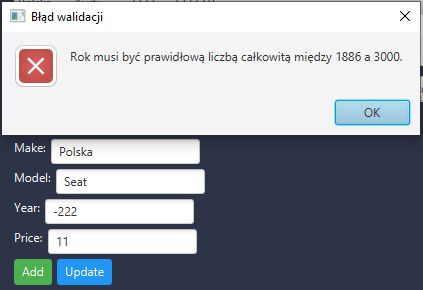 Błąd walidacji
Rok musi być prawidłową liczbą całkowitą między 1886 a 3000.
OK
Make: Polska
Model: Seat
Year: -222
Price: 11
Add Update